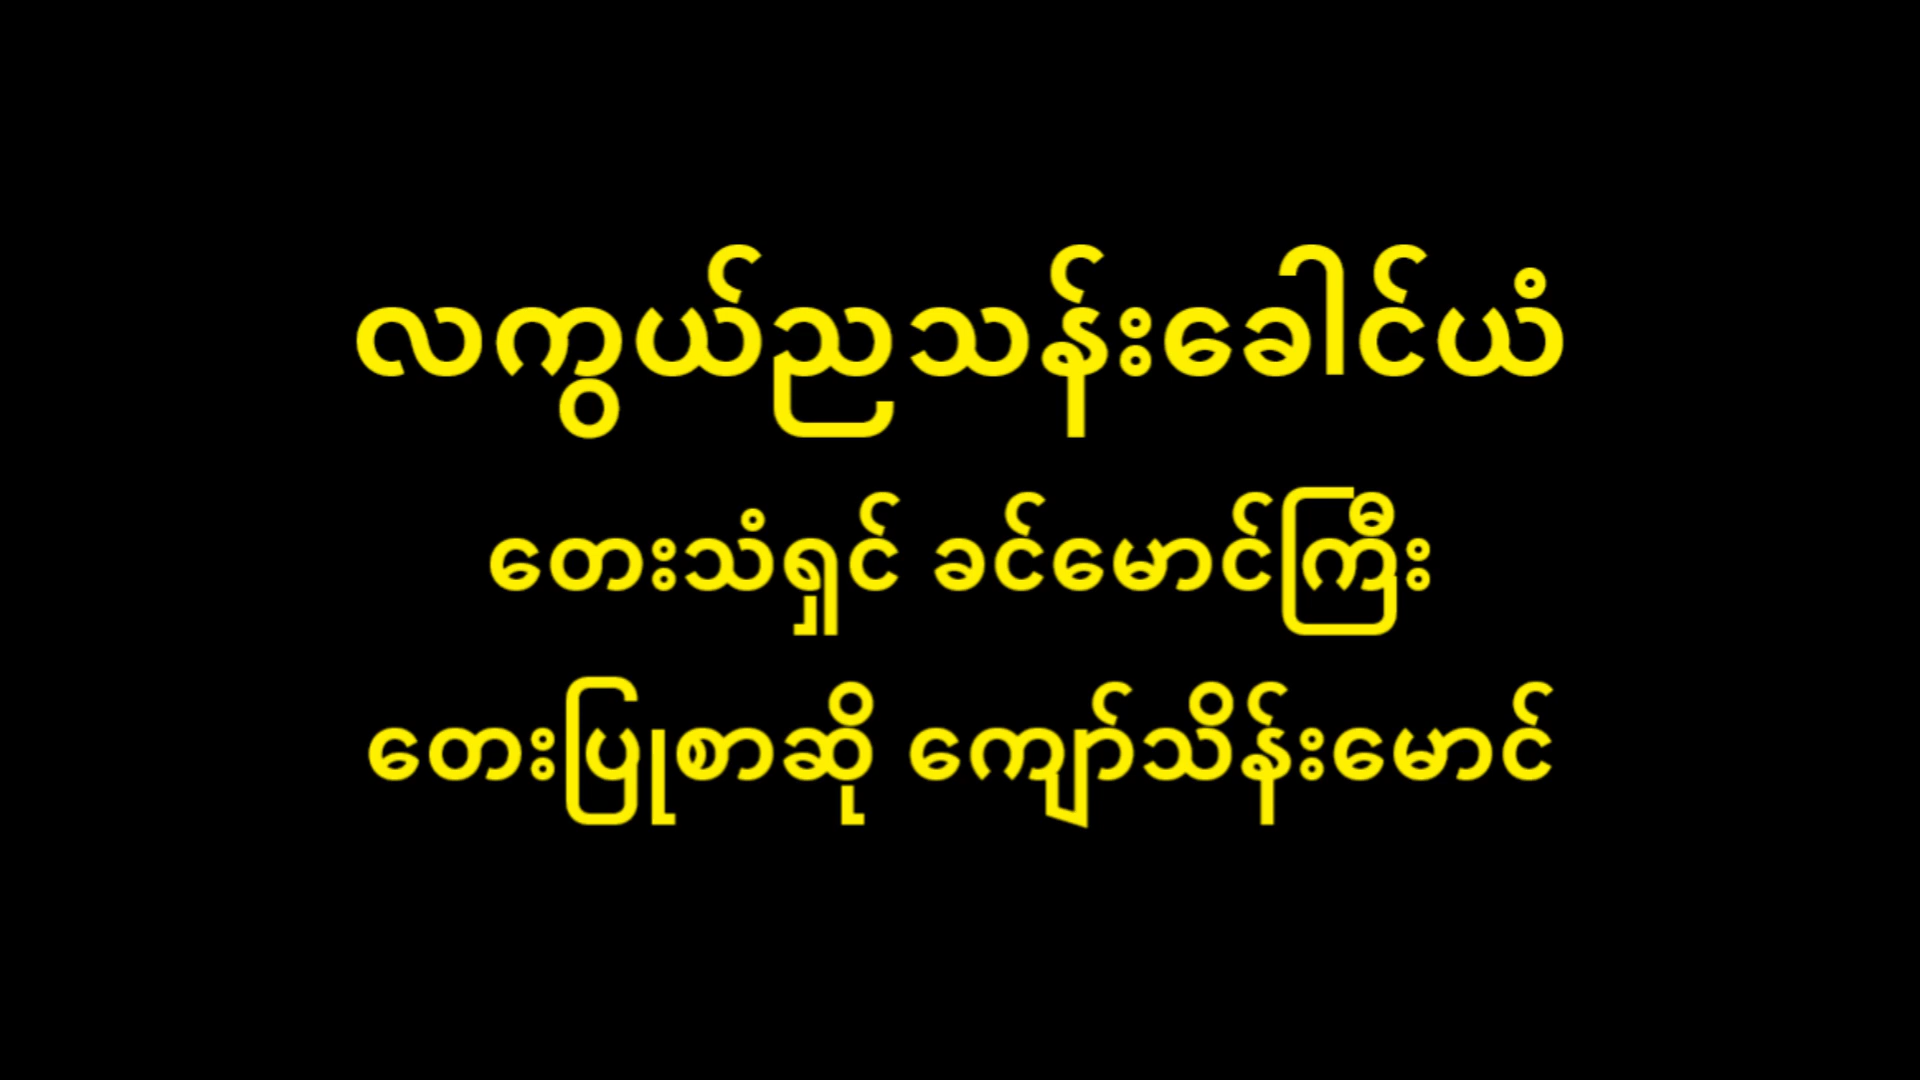 လကွယ်ညသန်းခေါင်ယံ
တေးသံရှင် ခင်မောင်ကြီး
တေးပြုစာဆို ကျော်သိန်းမောင်